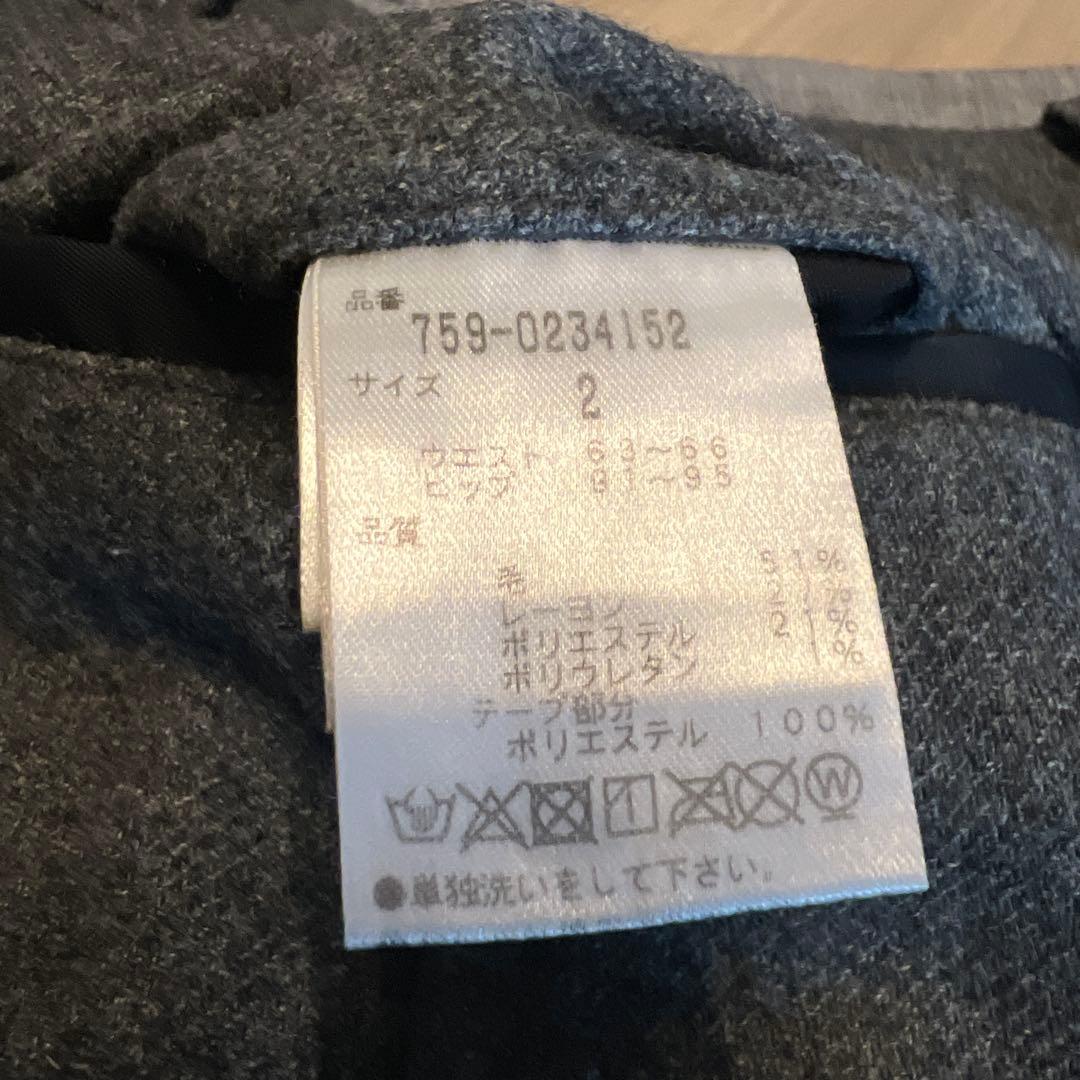 品番
759-0234152
サイズ 2
ウエスト 63～66
ヒップ 91～95
品質
毛 51%
レーヨン
ポリエステル 21%
ポリウレタン 1%
テープ部分
ポリエステル 100%
W
●単独洗いをして下さい。